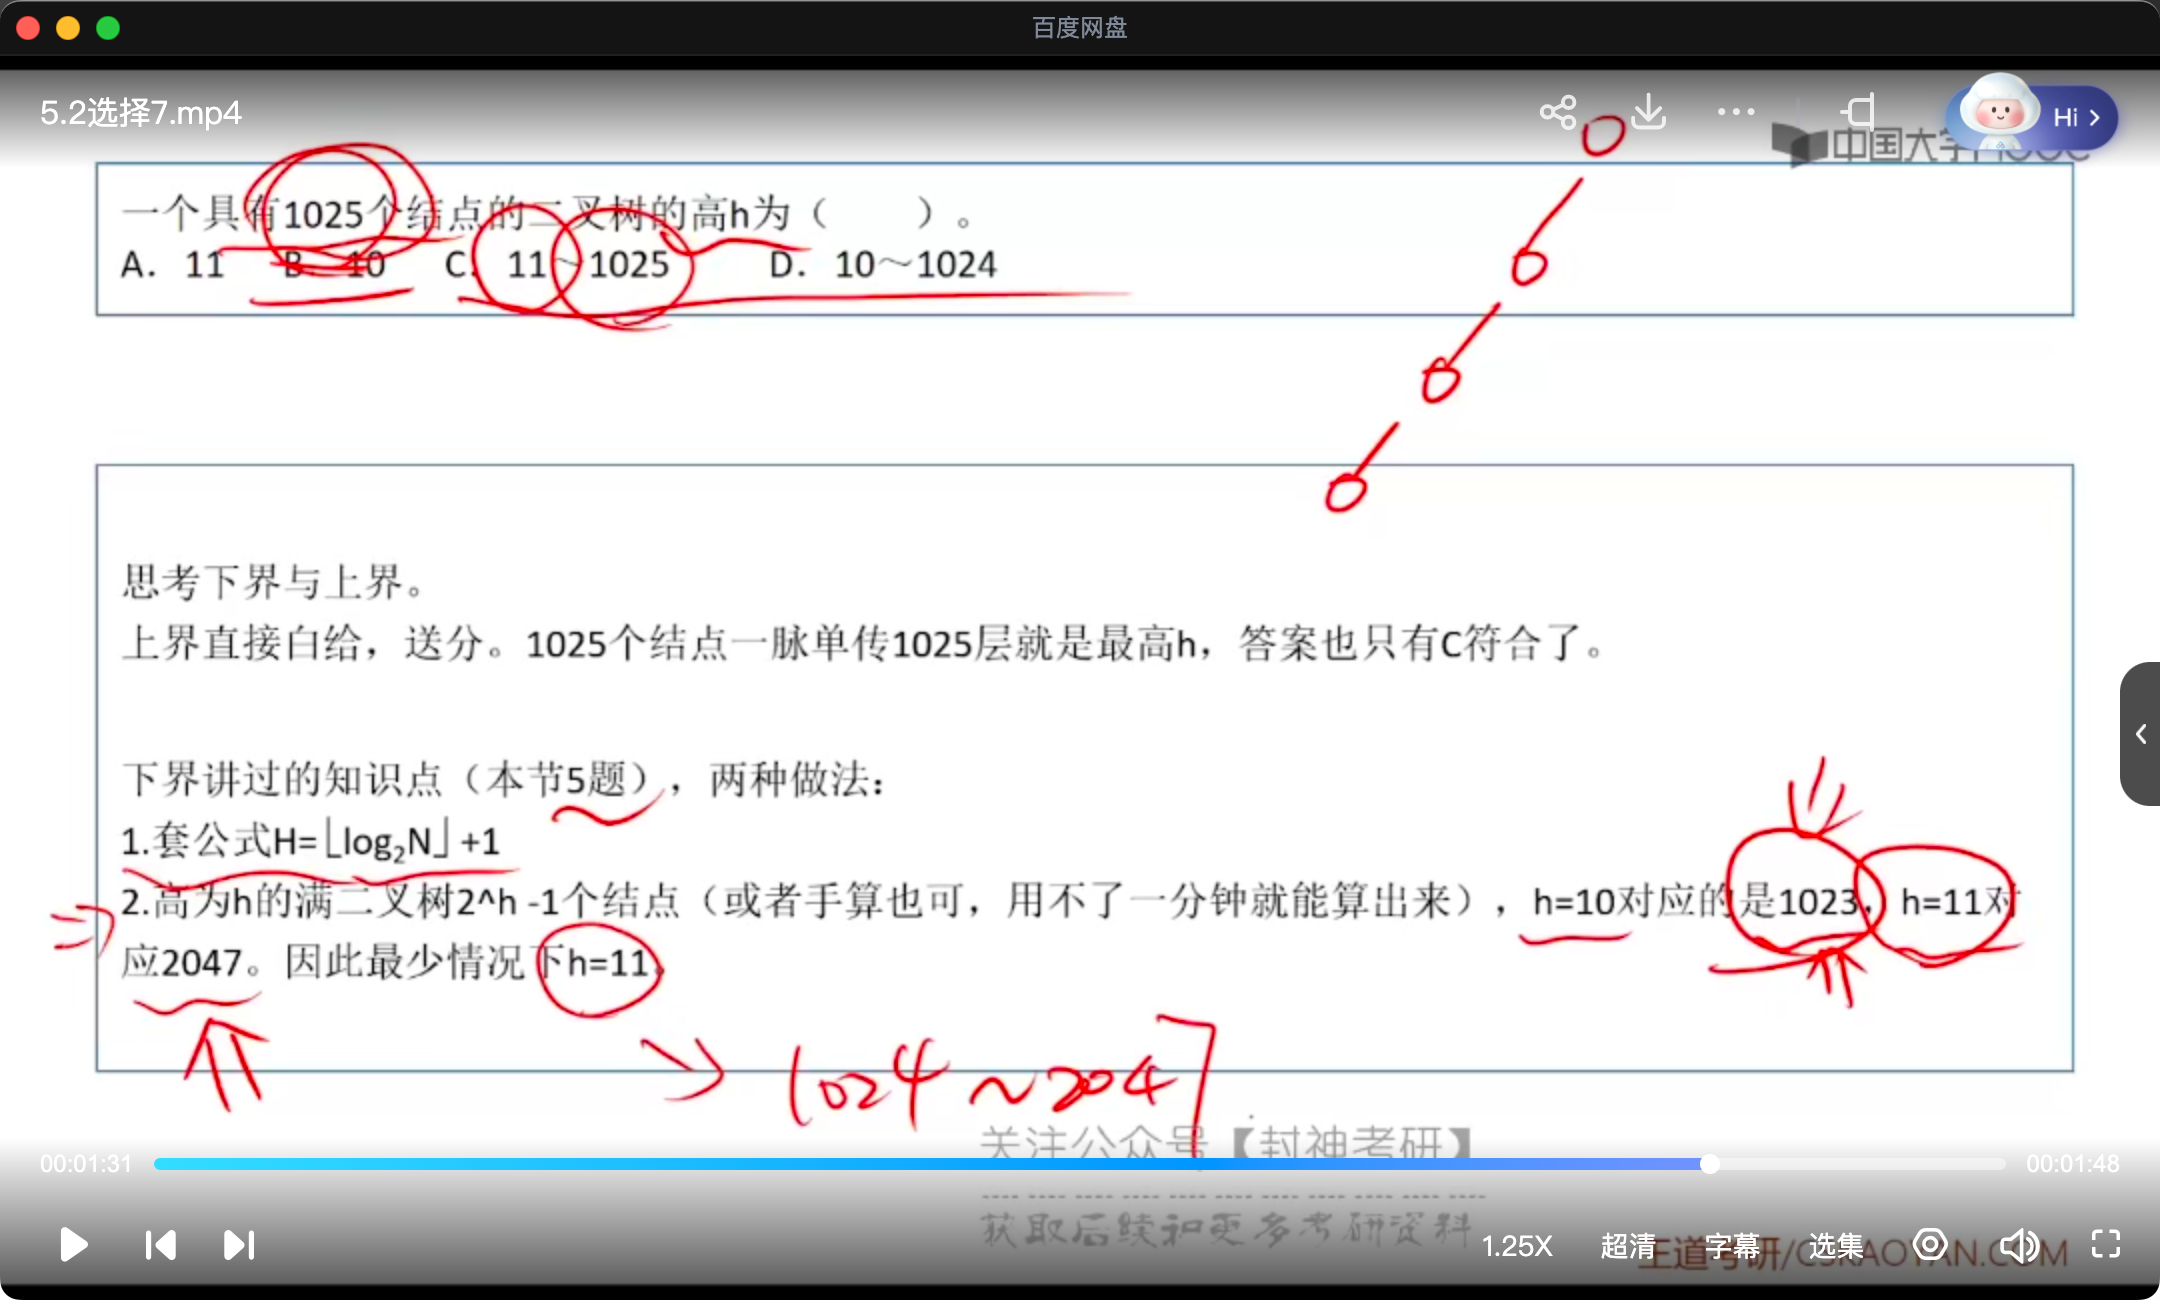 百度网盘
5.2选择7.mp4
Hi >
中国大学MOOC
一个具有1025个结点的二叉树的高h为（　　）。
A. 11 B. 10 C. 11～1025 D. 10～1024
思考下界与上界。
上界直接白给，送分。1025个结点一脉单传1025层就是最高h，答案也只有C符合了。
下界讲过的知识点（本节5题），两种做法：
1.套公式H=⌊log₂N⌋+1
2.高为h的满二叉树2^h -1个结点（或者手算也可，用不了一分钟就能算出来），h=10对应的是1023，h=11对
应2047。因此最少情况下h=11。
1024～2047
关注公众号【封神考研】
00:01:31
00:01:48
获取后续和更多考研资料
1.25X 超清 字幕 选集
王道考研/CSKAOYAN.COM